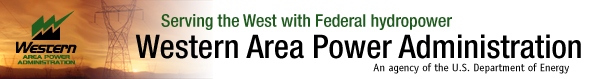 Western
AREA POWER
ADMINISTRATION
Serving the West with Federal hydropower
Western Area Power Administration
An agency of the U.S. Department of Energy